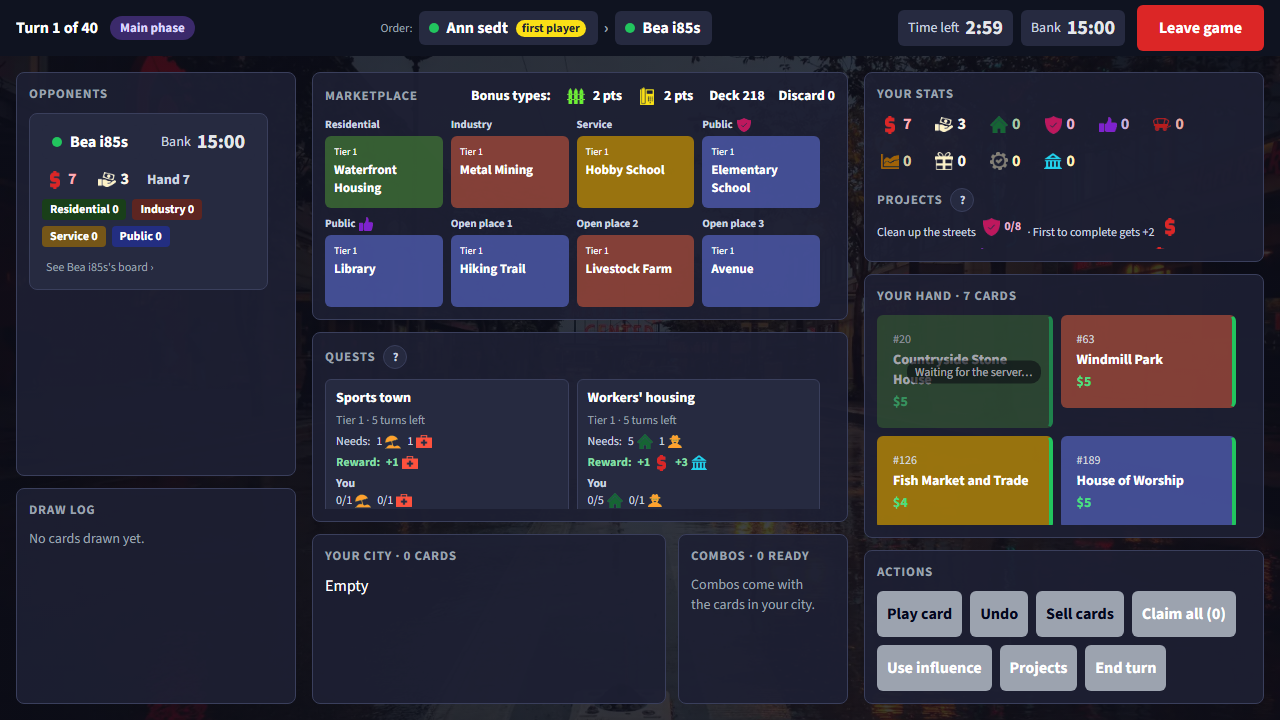 Turn 1 of 40 Main phase Order: Ann sedt first player › Bea i85s Time left 2:59 Bank 15:00 Leave game
OPPONENTS
Bea i85s Bank 15:00
7 3 Hand 7
Residential 0 Industry 0
Service 0 Public 0
See Bea i85s's board ›
DRAW LOG
No cards drawn yet.
MARKETPLACE Bonus types: 2 pts 2 pts Deck 218 Discard 0
Residential Industry Service Public
Tier 1 Tier 1 Tier 1 Tier 1
Waterfront Housing Metal Mining Hobby School Elementary School
Public Open place 1 Open place 2 Open place 3
Tier 1 Tier 1 Tier 1 Tier 1
Library Hiking Trail Livestock Farm Avenue
QUESTS ?
Sports town
Tier 1 · 5 turns left
Needs: 1 1
Reward: +1
You
0/1 0/1
Workers' housing
Tier 1 · 5 turns left
Needs: 5 1
Reward: +1 +3
You
0/5 0/1
YOUR CITY · 0 CARDS
Empty
COMBOS · 0 READY
Combos come with
the cards in your city.
YOUR STATS
7 3 0 0 0 0
0 0 0 0
PROJECTS ?
Clean up the streets 0/8 · First to complete gets +2
YOUR HAND · 7 CARDS
#20
Countryside Stone
House
Waiting for the server…
$5
#63
Windmill Park
$5
#126
Fish Market and Trade
$4
#189
House of Worship
$5
ACTIONS
Play card Undo Sell cards Claim all (0)
Use influence Projects End turn